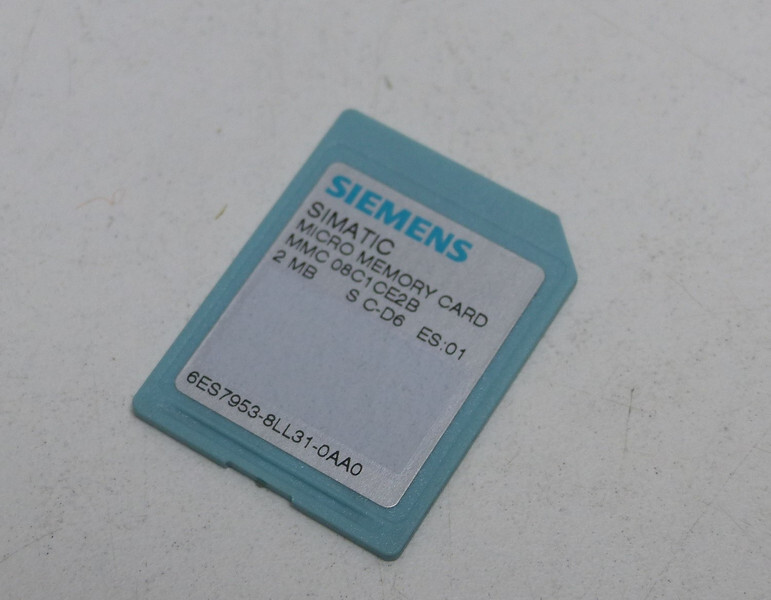 SIEMENS
SIMATIC
MICRO MEMORY CARD
MMC 08C1CE2B
2 MB S C-D6 ES:01
6ES7953-8LL31-0AA0